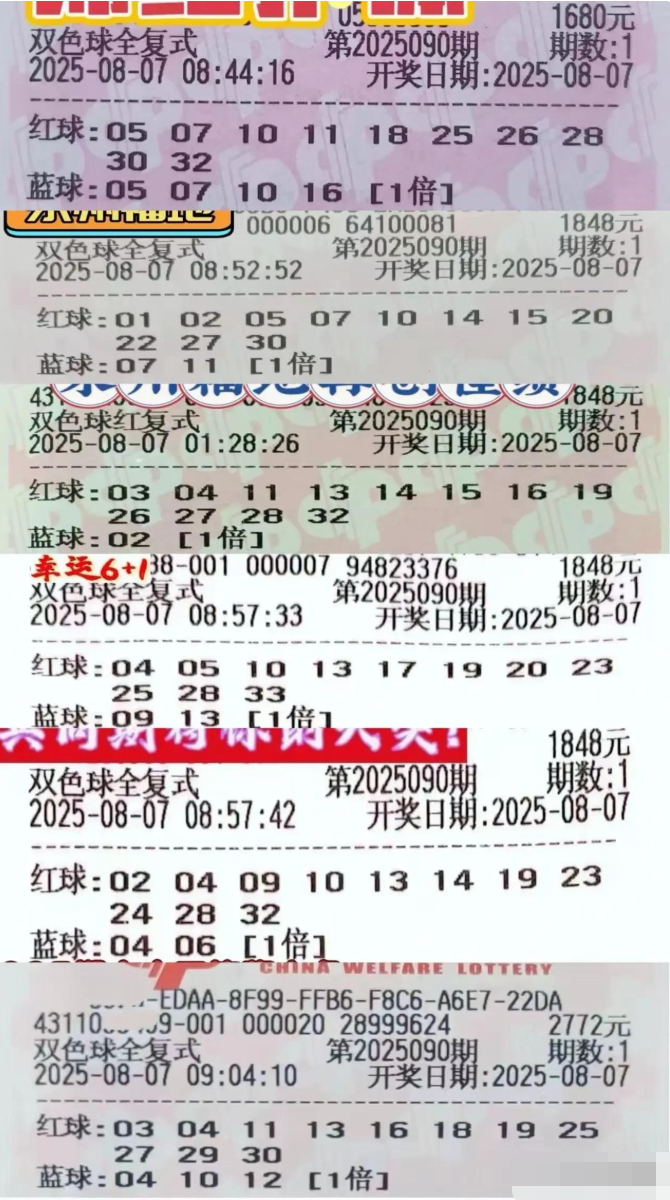 1680元
双色球全复式 第2025090期 期数:1
2025-08-07 08:44:16 开奖日期:2025-08-07
红球:05 07 10 11 18 25 26 28
30 32
蓝球:05 07 10 16 [1倍]
000006 64100081 1848元
双色球全复式 第2025090期 期数:1
2025-08-07 08:52:52 开奖日期:2025-08-07
红球:01 02 05 07 10 14 15 20
22 27 30
蓝球:07 11 [1倍]
43 1848元
双色球红复式 第2025090期 期数:1
2025-08-07 01:28:26 开奖日期:2025-08-07
红球:03 04 11 13 14 15 16 19
26 27 28 32
蓝球:02 [1倍]
幸运6+1 38-001 000007 94823376 1848元
双色球全复式 第2025090期 期数:1
2025-08-07 08:57:33 开奖日期:2025-08-07
红球:04 05 10 13 17 19 20 23
25 28 33
蓝球:09 13 [1倍]
共同期待你的大奖!
1848元
双色球全复式 第2025090期 期数:1
2025-08-07 08:57:42 开奖日期:2025-08-07
红球:02 04 09 10 13 14 19 23
24 28 32
蓝球:04 06 [1倍]
CHINA WELFARE LOTTERY
-EDAA-8F99-FFB6-F8C6-A6E7-22DA
43110 9-001 000020 28999624 2772元
双色球全复式 第2025090期 期数:1
2025-08-07 09:04:10 开奖日期:2025-08-07
红球:03 04 11 13 16 18 19 25
27 29 30
蓝球:04 10 12 [1倍]